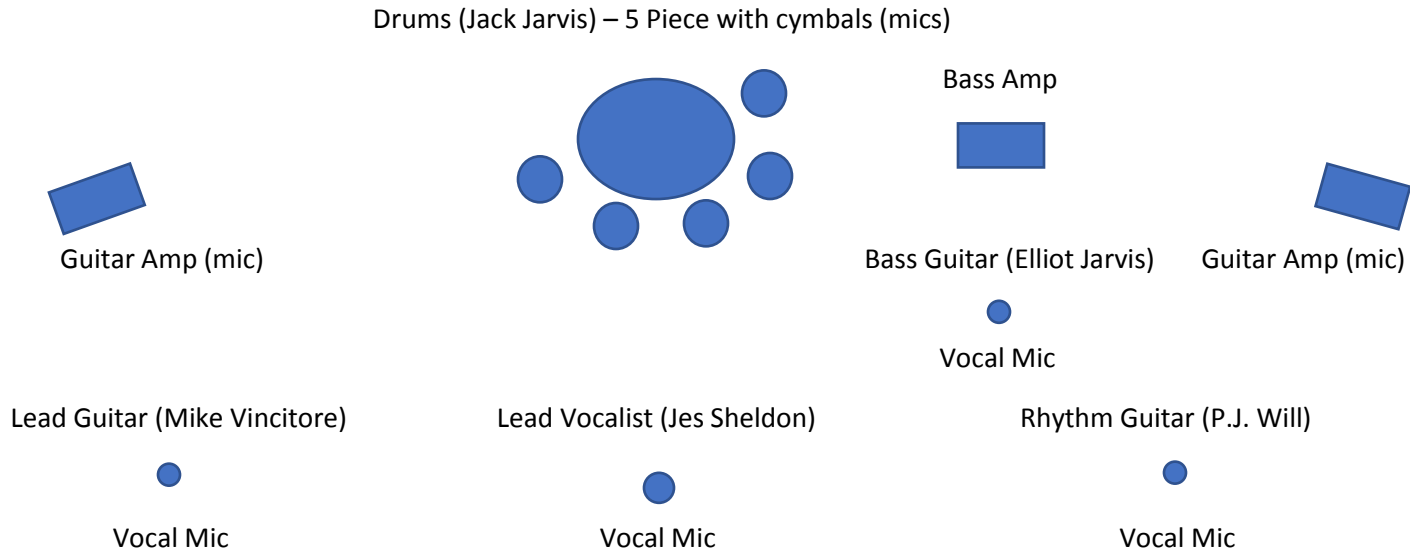 Drums (Jack Jarvis) – 5 Piece with cymbals (mics)
Bass Amp
Guitar Amp (mic)
Bass Guitar (Elliot Jarvis)
Guitar Amp (mic)
Vocal Mic
Lead Guitar (Mike Vincitore)
Lead Vocalist (Jes Sheldon)
Rhythm Guitar (P.J. Will)
Vocal Mic
Vocal Mic
Vocal Mic